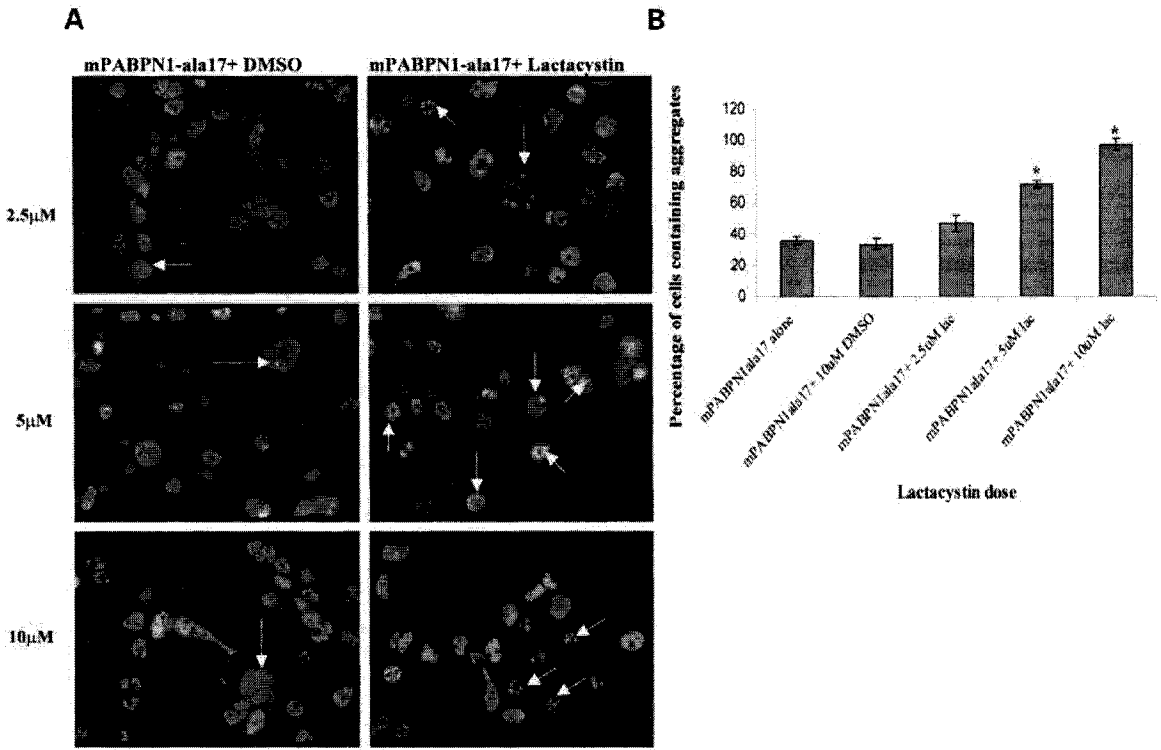 A
mPABPN1-ala17+ DMSO
mPABPN1-ala17+ Lactacystin
2.5µM
5µM
10µM
B
Percentage of cells containing aggregates
120
100
80
60
40
20
0
*
*
mPABPN1ala17 alone
mPABPN1ala17+ 10uM DMSO
mPABPN1ala17+ 2.5uM lac
mPABPN1ala17+ 5uM lac
mPABPN1ala17+ 10uM lac
Lactacystin dose